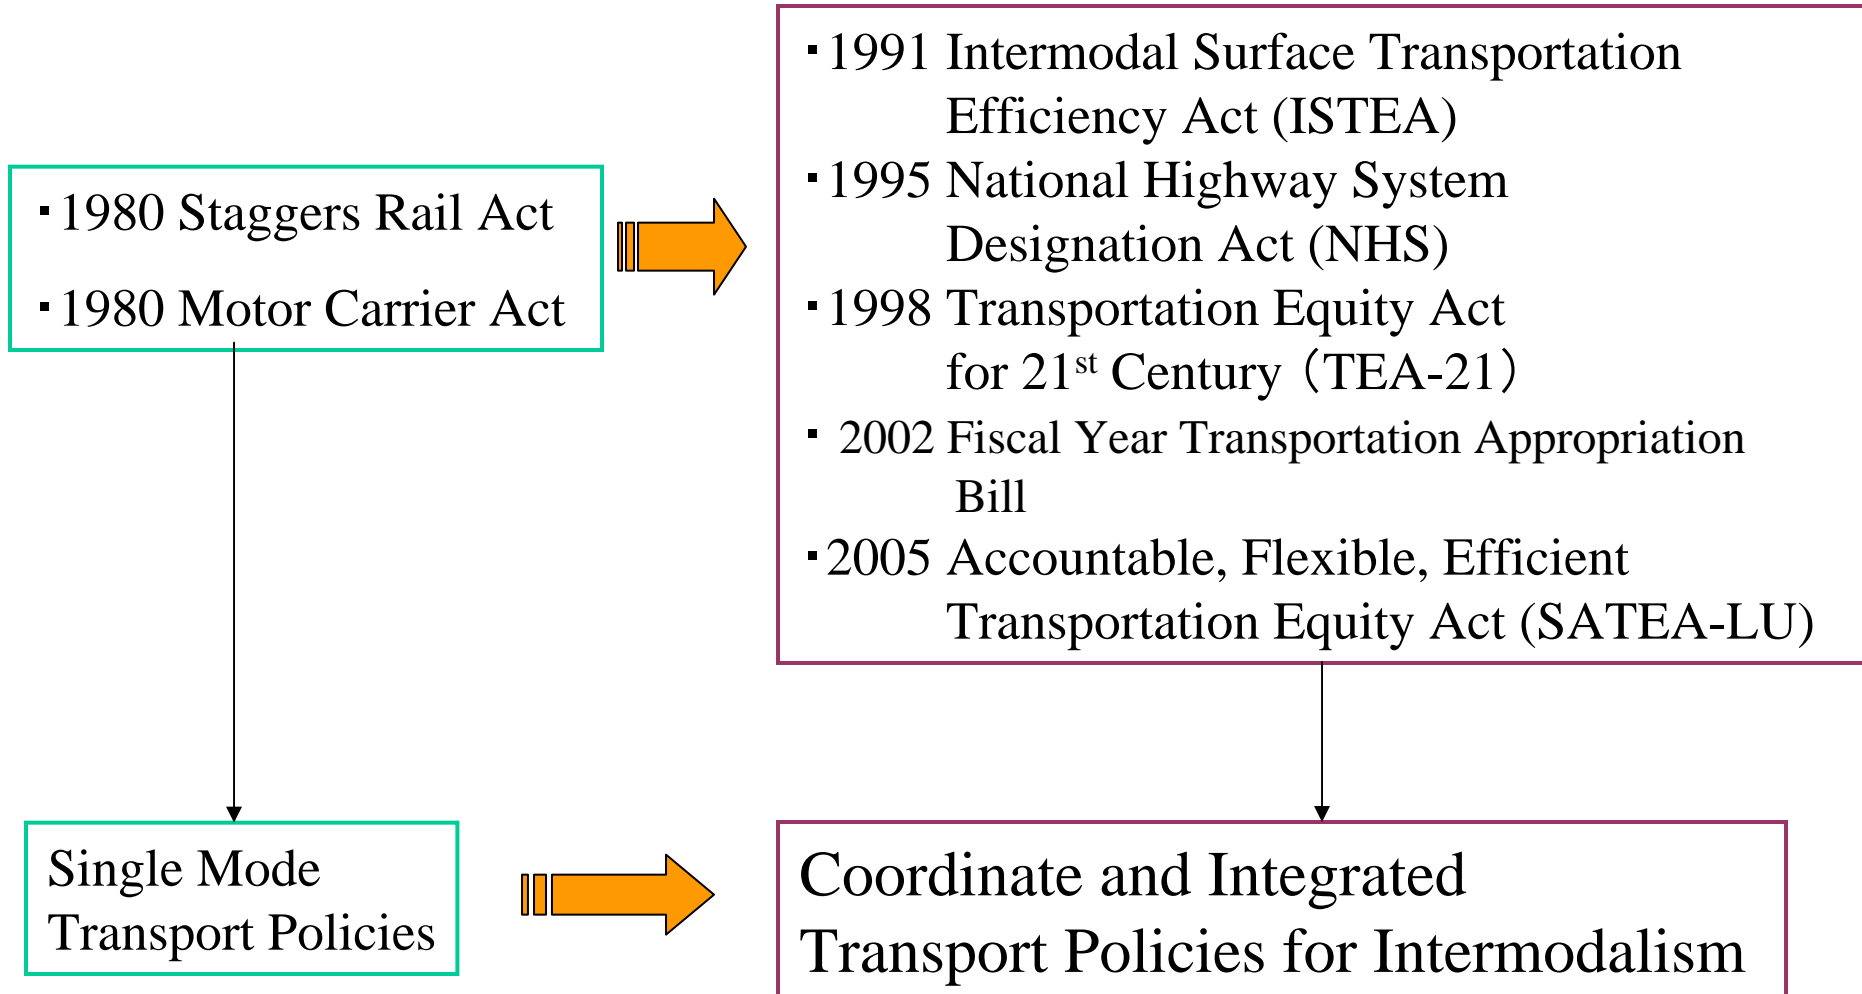 ▪1980 Staggers Rail Act
▪1980 Motor Carrier Act
▪1991 Intermodal Surface Transportation
Efficiency Act (ISTEA)
▪1995 National Highway System
Designation Act (NHS)
▪1998 Transportation Equity Act
for 21st Century（TEA-21）
▪ 2002 Fiscal Year Transportation Appropriation
Bill
▪2005 Accountable, Flexible, Efficient
Transportation Equity Act (SATEA-LU)
Single Mode
Transport Policies
Coordinate and Integrated
Transport Policies for Intermodalism